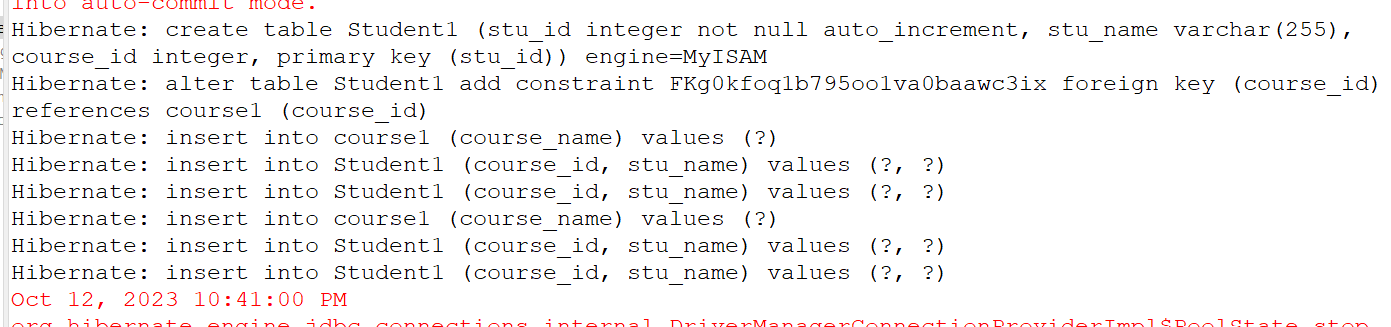 into auto-commit mode.
Hibernate: create table Student1 (stu_id integer not null auto_increment, stu_name varchar(255),
course_id integer, primary key (stu_id)) engine=MyISAM
Hibernate: alter table Student1 add constraint FKg0kfoq1b795oo1va0baawc3ix foreign key (course_id)
references course1 (course_id)
Hibernate: insert into course1 (course_name) values (?)
Hibernate: insert into Student1 (course_id, stu_name) values (?, ?)
Hibernate: insert into Student1 (course_id, stu_name) values (?, ?)
Hibernate: insert into course1 (course_name) values (?)
Hibernate: insert into Student1 (course_id, stu_name) values (?, ?)
Hibernate: insert into Student1 (course_id, stu_name) values (?, ?)
Oct 12, 2023 10:41:00 PM
org.hibernate.engine.jdbc.connections.internal.DriverManagerConnectionProviderImpl$PoolState stop